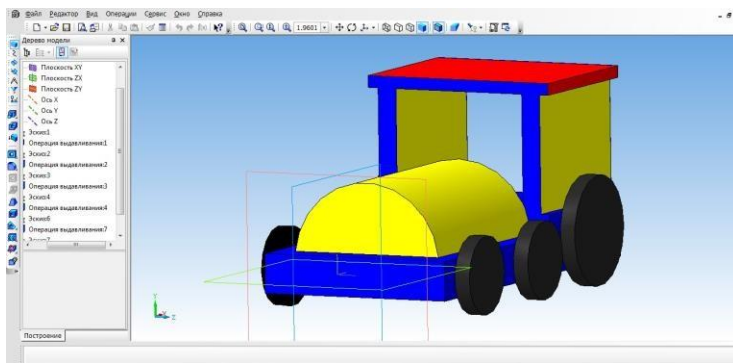 Файл Редактор Вид Операции Сервис Окно Справка
1.9681
Дерево модели
Плоскость XY
Плоскость ZX
Плоскость ZY
Ось X
Ось Y
Ось Z
Эскиз1
Операция выдавливания:1
Эскиз2
Операция выдавливания:2
Эскиз3
Операция выдавливания:3
Эскиз4
Операция выдавливания:4
Эскиз6
Операция выдавливания:7
Y
Z
Построение